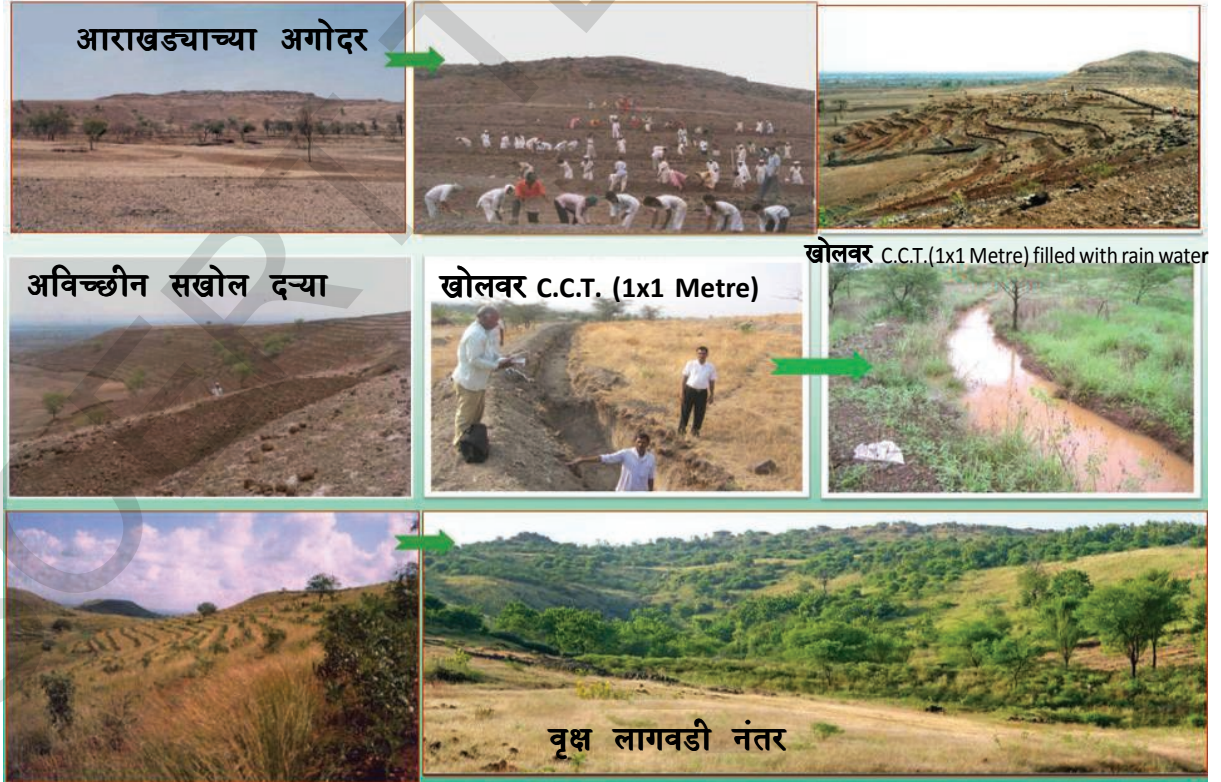 आराखड्याच्या अगोदर
अविच्छीन सखोल दऱ्या
खोलवर C.C.T. (1x1 Metre)
खोलवर C.C.T.(1x1 Metre) filled with rain water
वृक्ष लागवडी नंतर